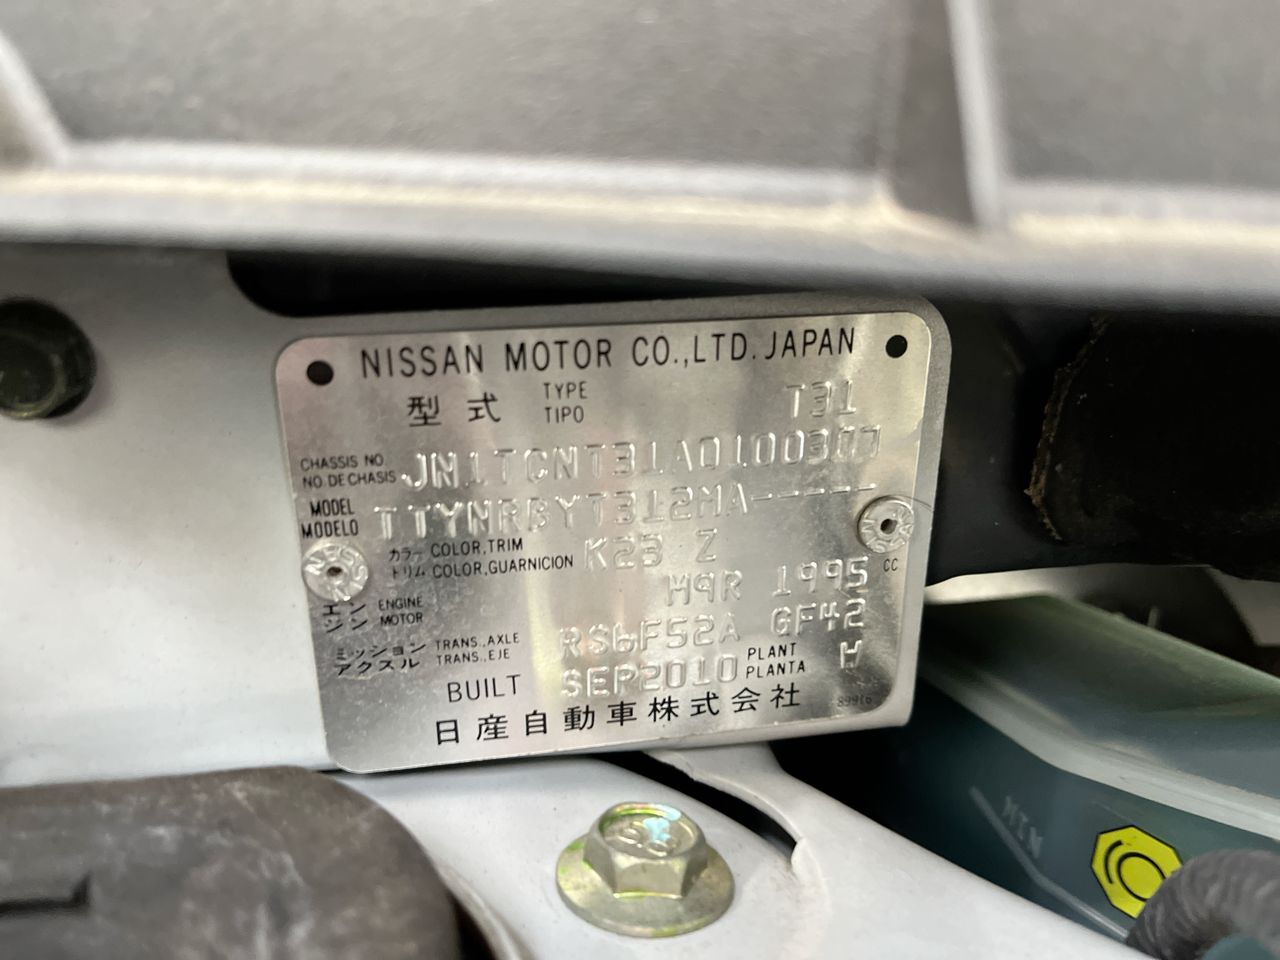 NISSAN MOTOR CO.,LTD. JAPAN
型式 TYPE TIPO T31
CHASSIS NO. NO. DE CHASIS JN1TCNT31A0100307
MODEL MODELO TTYNRBYT312MA-----
カラー COLOR,TRIM K23 Z
トリム COLOR,GUARNICION
エン ENGINE M9R 1995 CC
ジン MOTOR
ミッション TRANS.,AXLE RS6F52A GF42
アクスル TRANS.,EJE
BUILT SEP2010 PLANT PLANTA W
日産自動車株式会社
MIN